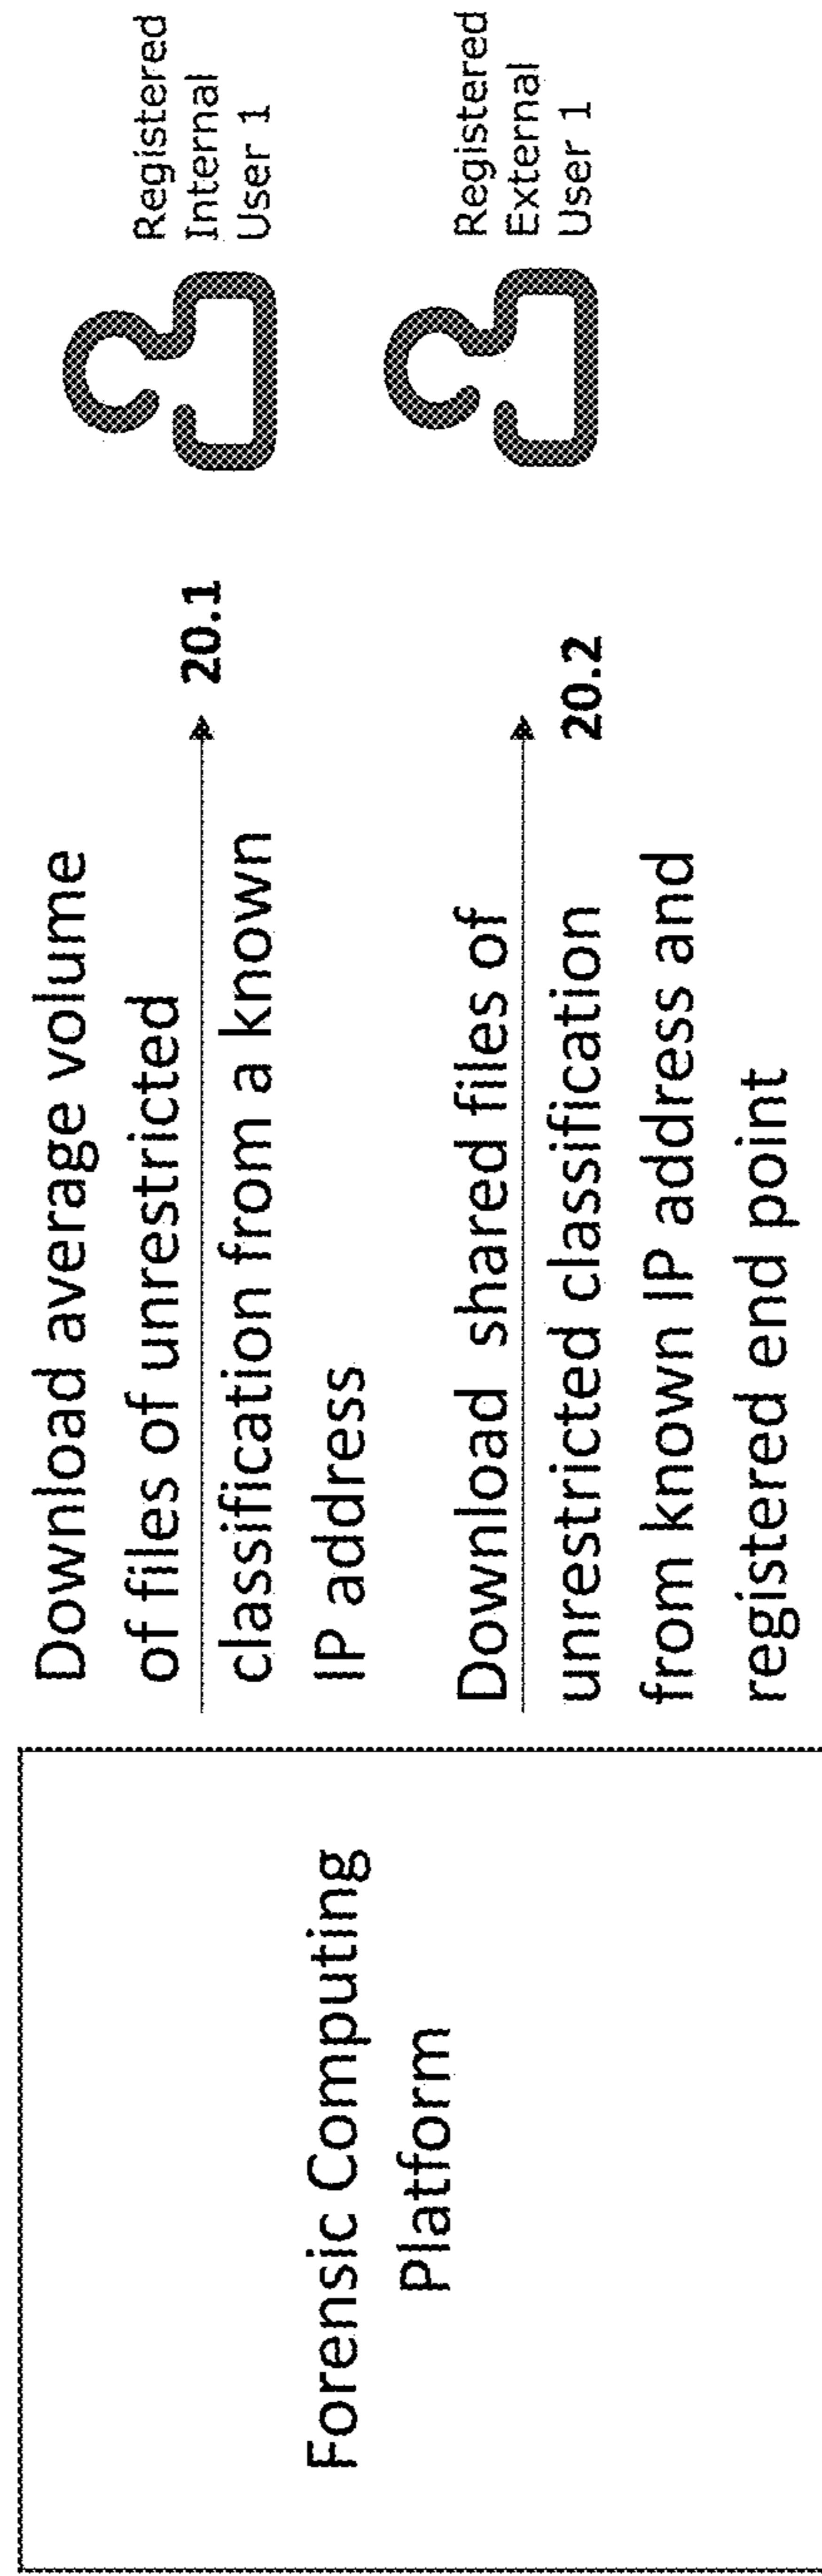 Forensic Computing
Platform
Download average volume
of files of unrestricted
classification from a known
IP address
20.1
Registered
Internal
User 1
Download shared files of
unrestricted classification
from known IP address and
registered end point
20.2
Registered
External
User 1